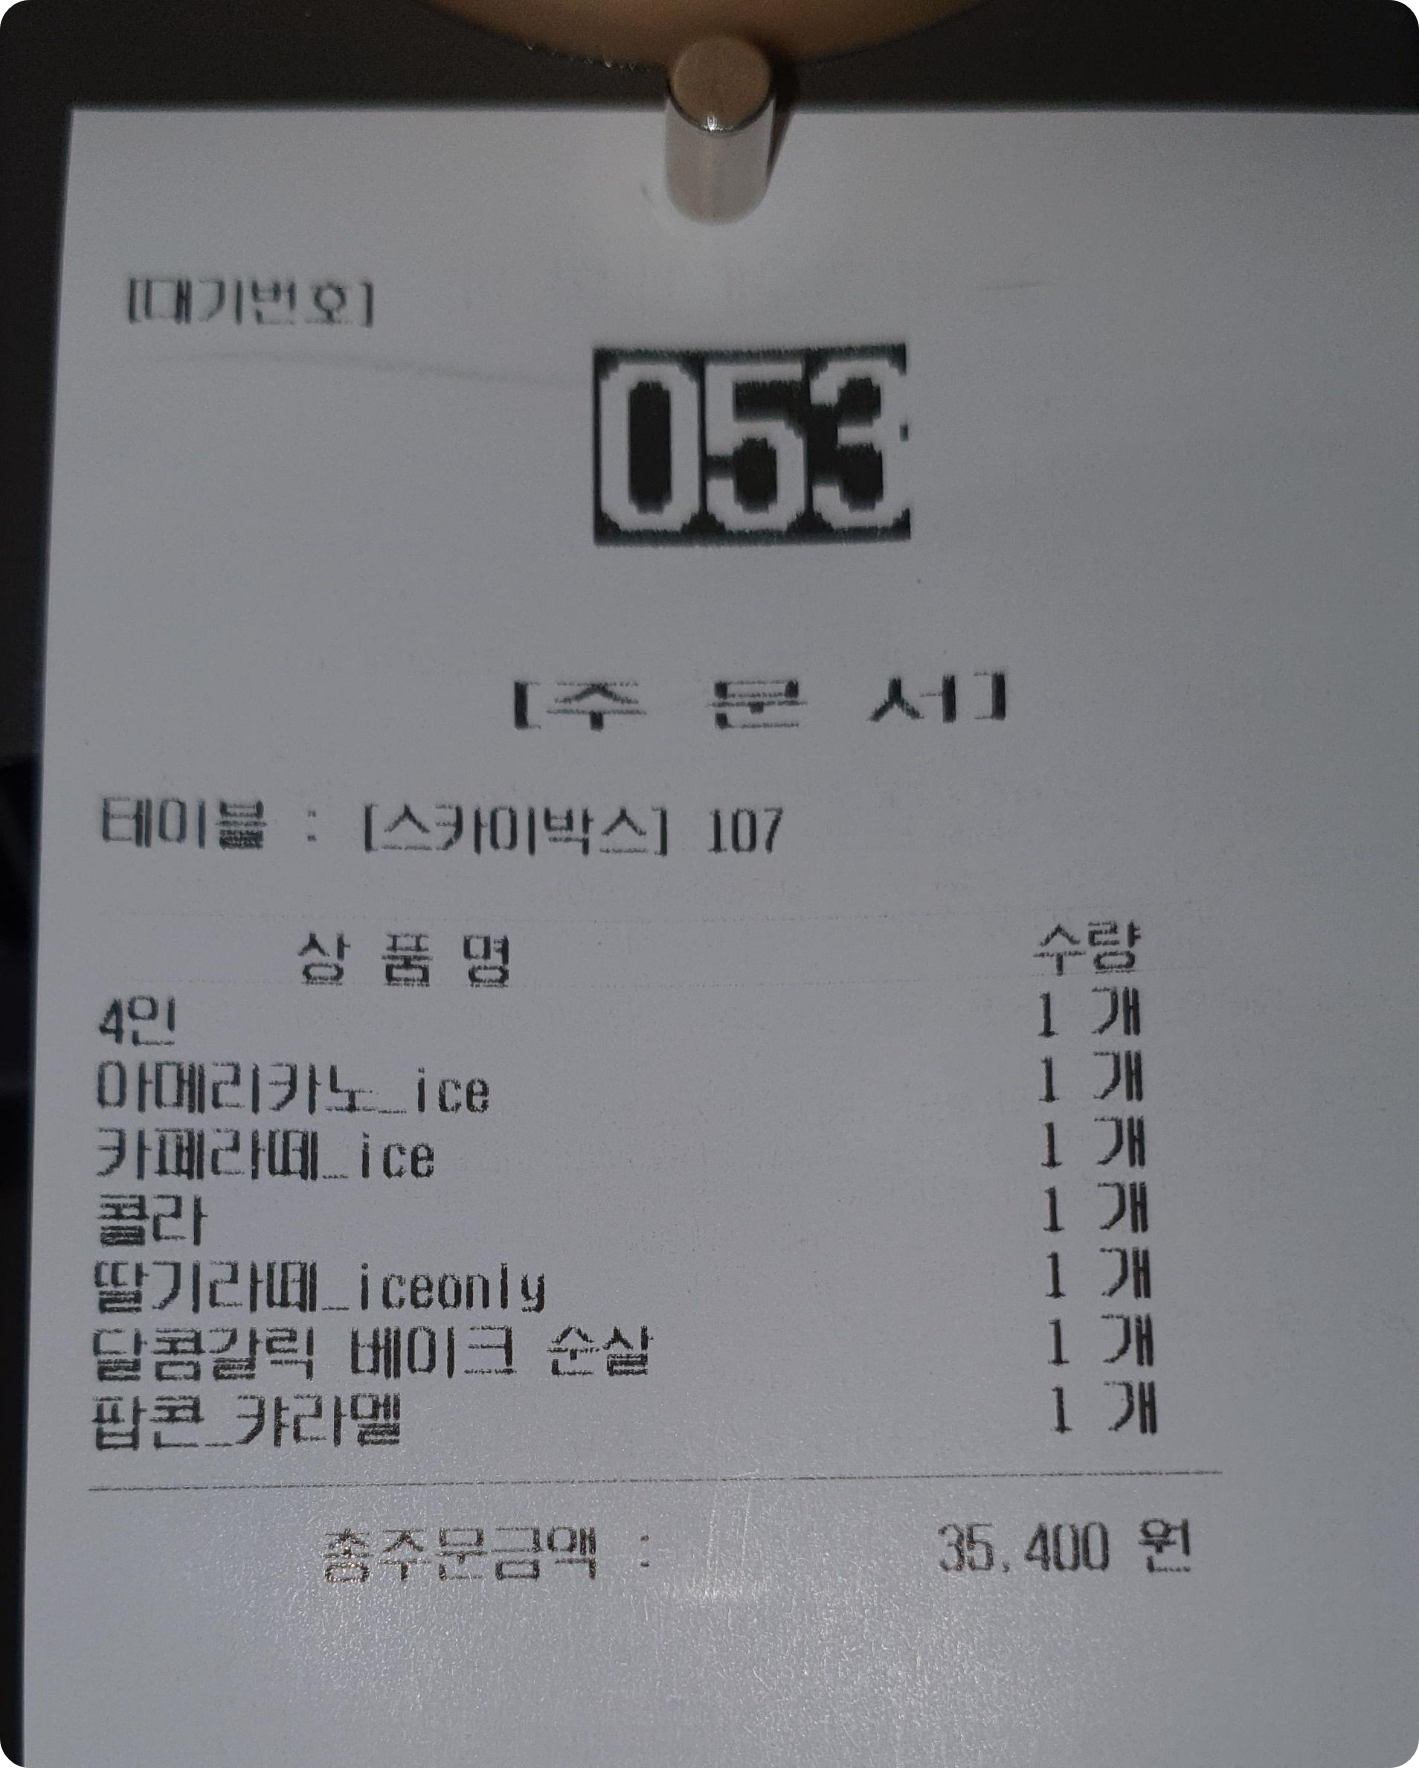 [대기번호]
053
[주 문 서]
테이블 : [스카이박스] 107
상 품 명 수량
4인 1 개
아메리카노_ice 1 개
카페라떼_ice 1 개
콜라 1 개
딸기라떼_iceonly 1 개
달콤갈릭 베이크 순살 1 개
팝콘_캬라멜 1 개
총주문금액 : 35,400 원